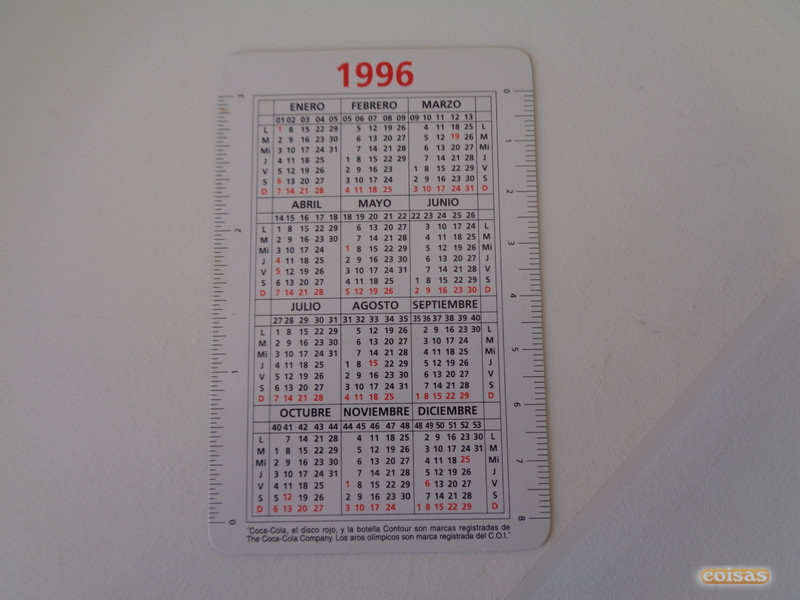 1996
ENERO FEBRERO MARZO
01 02 03 04 05 05 06 07 08 09 09 10 11 12 13
L 1 8 15 22 29 5 12 19 26 4 11 18 25 L
M 2 9 16 23 30 6 13 20 27 5 12 19 26 M
Mi 3 10 17 24 31 7 14 21 28 6 13 20 27 Mi
J 4 11 18 25 1 8 15 22 29 7 14 21 28 J
V 5 12 19 26 2 9 16 23 1 8 15 22 29 V
S 6 13 20 27 3 10 17 24 2 9 16 23 30 S
D 7 14 21 28 4 11 18 25 3 10 17 24 31 D
ABRIL MAYO JUNIO
14 15 16 17 18 18 19 20 21 22 22 23 24 25 26
L 1 8 15 22 29 6 13 20 27 3 10 17 24 L
M 2 9 16 23 30 7 14 21 28 4 11 18 25 M
Mi 3 10 17 24 1 8 15 22 29 5 12 19 26 Mi
J 4 11 18 25 2 9 16 23 30 6 13 20 27 J
V 5 12 19 26 3 10 17 24 31 7 14 21 28 V
S 6 13 20 27 4 11 18 25 1 8 15 22 29 S
D 7 14 21 28 5 12 19 26 2 9 16 23 30 D
JULIO AGOSTO SEPTIEMBRE
27 28 29 30 31 31 32 33 34 35 35 36 37 38 39 40
L 1 8 15 22 29 5 12 19 26 2 9 16 23 30 L
M 2 9 16 23 30 6 13 20 27 3 10 17 24 M
Mi 3 10 17 24 31 7 14 21 28 4 11 18 25 Mi
J 4 11 18 25 1 8 15 22 29 5 12 19 26 J
V 5 12 19 26 2 9 16 23 30 6 13 20 27 V
S 6 13 20 27 3 10 17 24 31 7 14 21 28 S
D 7 14 21 28 4 11 18 25 1 8 15 22 29 D
OCTUBRE NOVIEMBRE DICIEMBRE
40 41 42 43 44 44 45 46 47 48 48 49 50 51 52 53
L 7 14 21 28 4 11 18 25 2 9 16 23 30 L
M 1 8 15 22 29 5 12 19 26 3 10 17 24 31 M
Mi 2 9 16 23 30 6 13 20 27 4 11 18 25 Mi
J 3 10 17 24 31 7 14 21 28 5 12 19 26 J
V 4 11 18 25 1 8 15 22 29 6 13 20 27 V
S 5 12 19 26 2 9 16 23 30 7 14 21 28 S
D 6 13 20 27 3 10 17 24 1 8 15 22 29 D
3 2 1 0
0 1 2 3 4 5 6 7 8
"Coca-Cola, el disco rojo, y la botella Contour son marcas registradas de
The Coca-Cola Company. Los aros olímpicos son marca registrada del C.O.I."
coisas